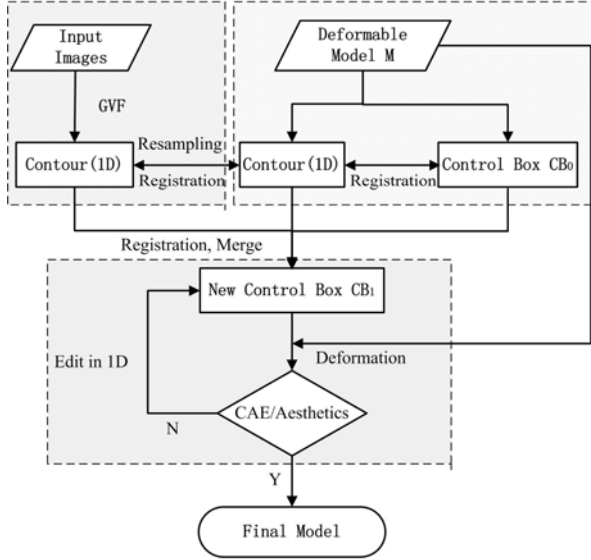 Input
Images
Deformable
Model M
GVF
Resampling
Contour(1D)
Contour(1D)
Control Box CB₀
Registration
Registration
Registration, Merge
New Control Box CB₁
Edit in 1D
Deformation
CAE/Aesthetics
N
Y
Final Model